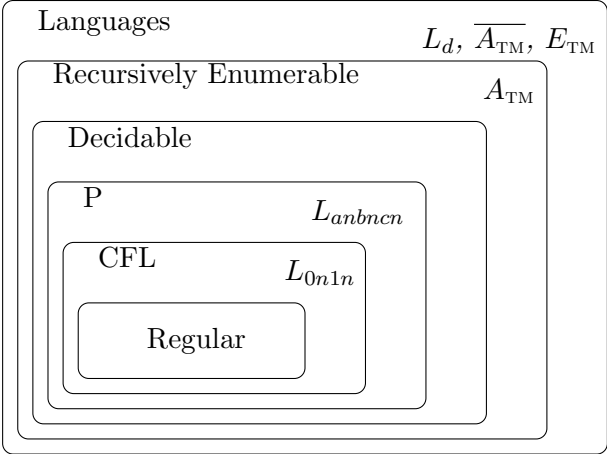 Languages
L_d, \overline{A_{TM}}, E_{TM}
Recursively Enumerable
A_{TM}
Decidable
P
L_{anbncn}
CFL
L_{0n1n}
Regular